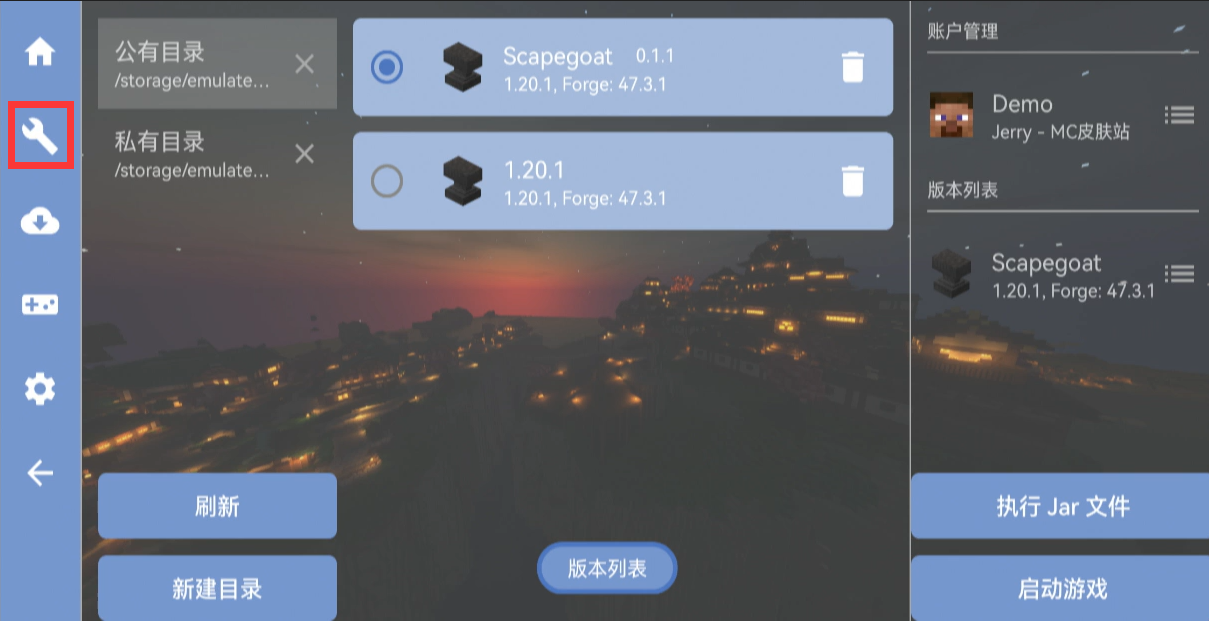 公有目录
/storage/emulate...
私有目录
/storage/emulate...
刷新
新建目录
Scapegoat 0.1.1
1.20.1, Forge: 47.3.1
1.20.1
1.20.1, Forge: 47.3.1
版本列表
账户管理
Demo
Jerry - MC皮肤站
版本列表
Scapegoat
1.20.1, Forge: 47.3.1
执行 Jar 文件
启动游戏